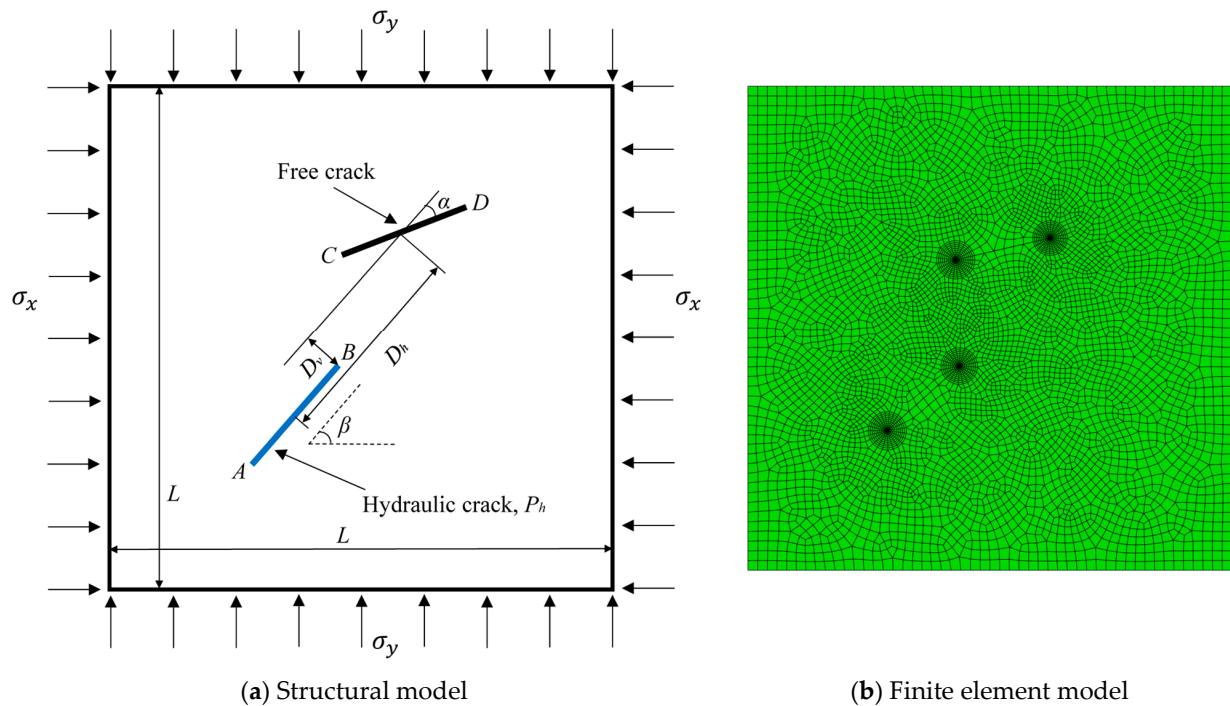 σy
Free crack
α
D
C
σx
σx
B
Dv
Dh
β
A
L
Hydraulic crack, Ph
L
σy
(a) Structural model
(b) Finite element model